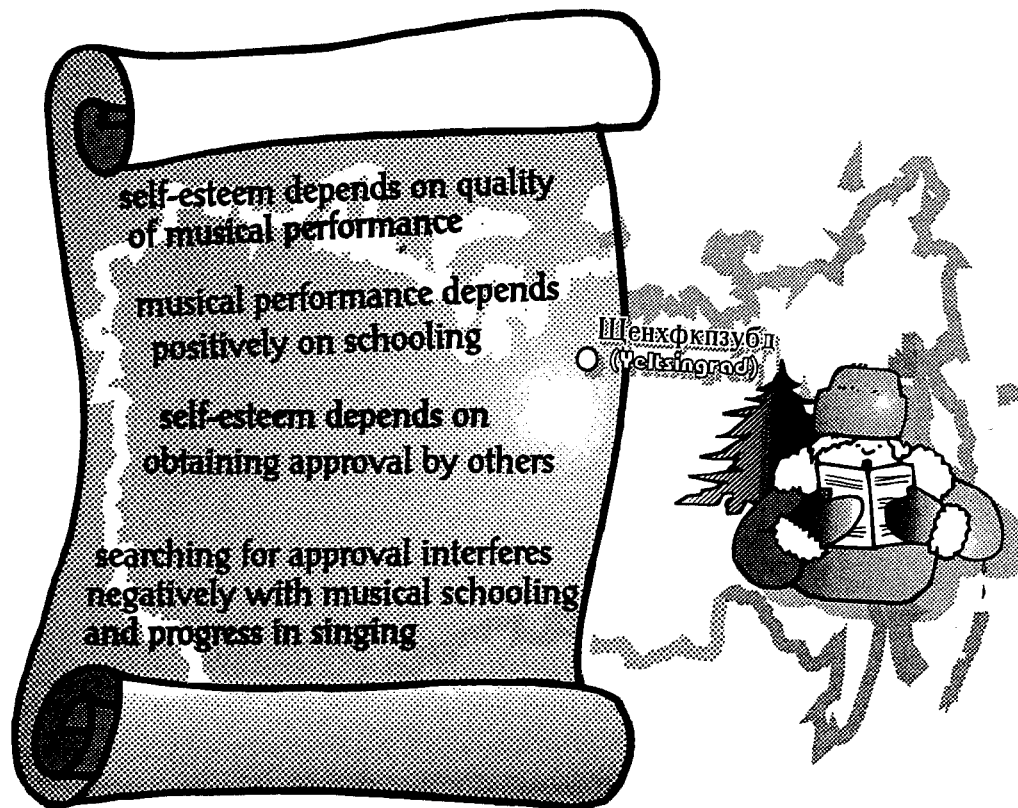 self-esteem depends on quality
of musical performance
musical performance depends
positively on schooling
self-esteem depends on
obtaining approval by others
searching for approval interferes
negatively with musical schooling
and progress in singing
Шенхфкпзубд
(Yeltsingrad)